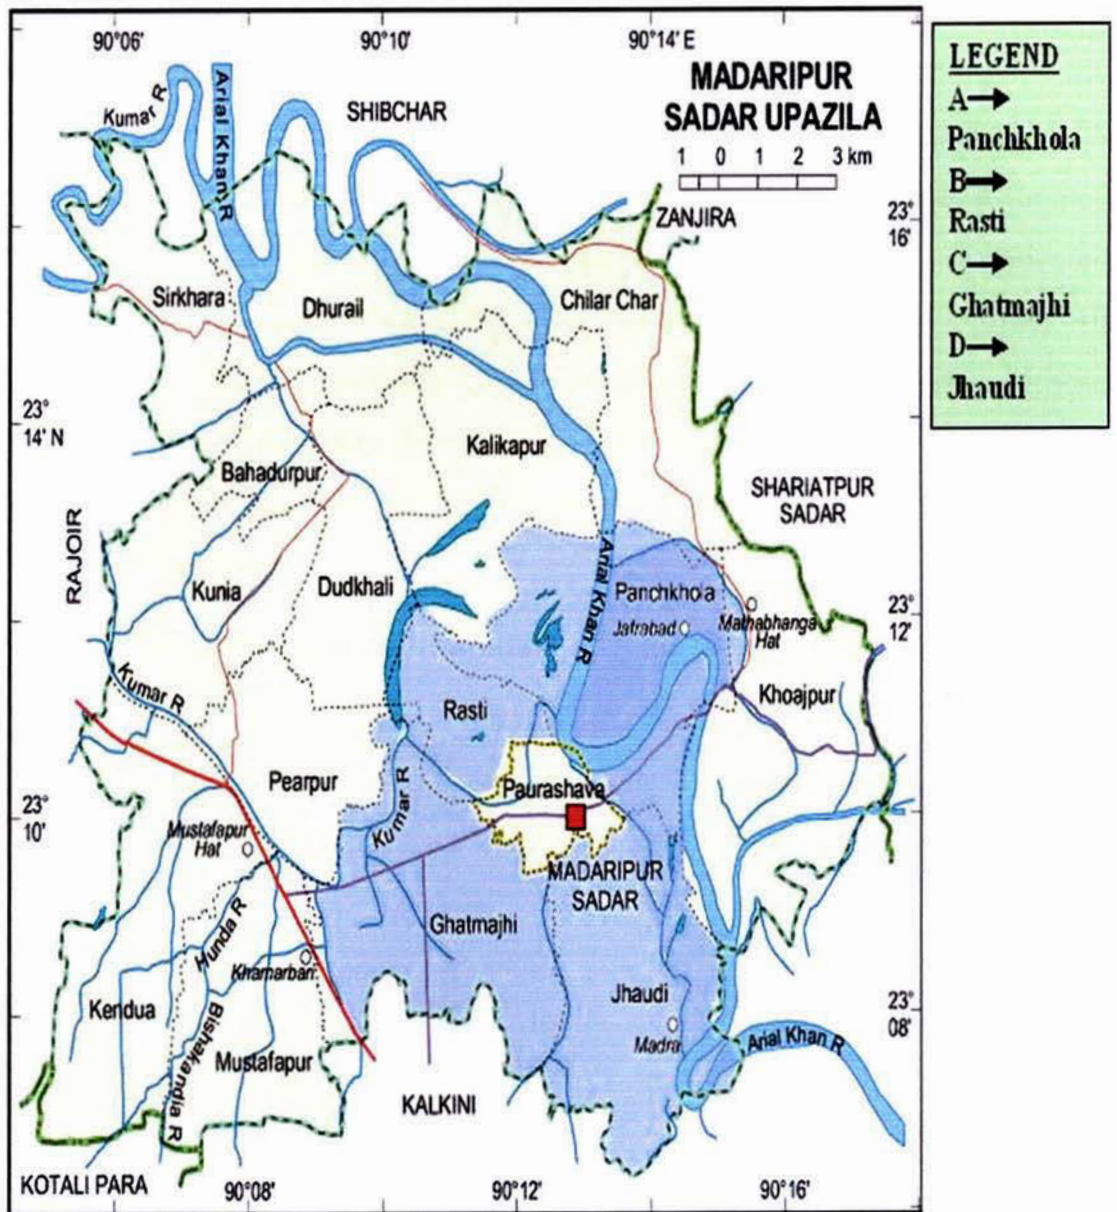 90°06'
90°10'
90°14' E
MADARIPUR
SADAR UPAZILA
1 0 1 2 3 km
LEGEND
A→
Panchkhola
B→
Rasti
C→
Ghatmajhi
D→
Jhaudi
Kumar R
Arial Khan R
SHIBCHAR
ZANJIRA
23°
16'
Sirkhara
Dhurail
Chilar Char
23°
14' N
Kalikapur
Bahadurpur
SHARIATPUR
SADAR
RAJOIR
Kunia
Dudkhali
Arial Khan R
Panchkhola
Jafrabad
Mathabhanga
Hat
23°
12'
Kumar R
Rasti
Khoajpur
Pearpur
Kumar R
Paurashava
23°
10'
Mustafapur
Hat
MADARIPUR
SADAR
Ghatmajhi
Hunda R
Khamarbari
Kendua
Bishakandia R
Jhaudi
Madra
23°
08'
Arial Khan R
Mustafapur
KALKINI
KOTALI PARA
90°08'
90°12'
90°16'